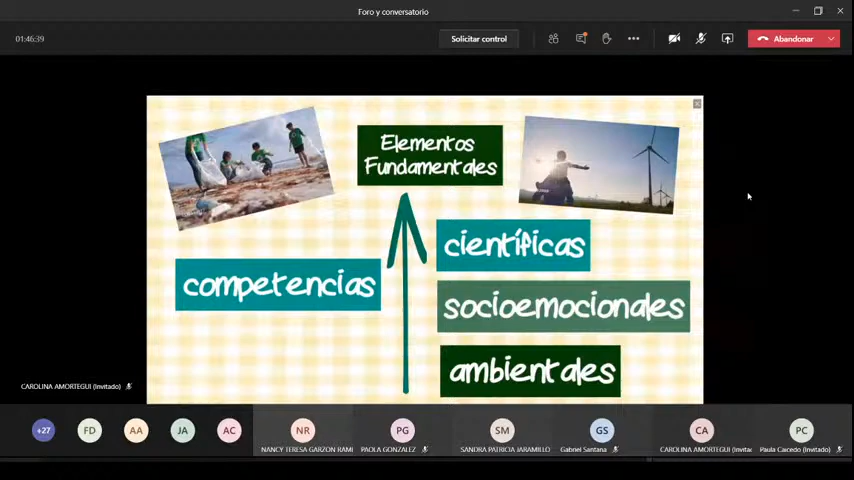 Foro y conversatorio
01:46:39
Solicitar control
Abandonar
Elementos
Fundamentales
científicas
competencias
socioemocionales
ambientales
CAROLINA AMORTEGUI (Invitado)
+27
FD
AA
JA
AC
NR
PG
SM
GS
CA
PC
NANCY TERESA GARZON RAMI
PAOLA GONZALEZ
SANDRA PATRICIA JARAMILLO
Gabriel Santana
CAROLINA AMORTEGUI (Invitac
Paula Caicedo (Invitado)